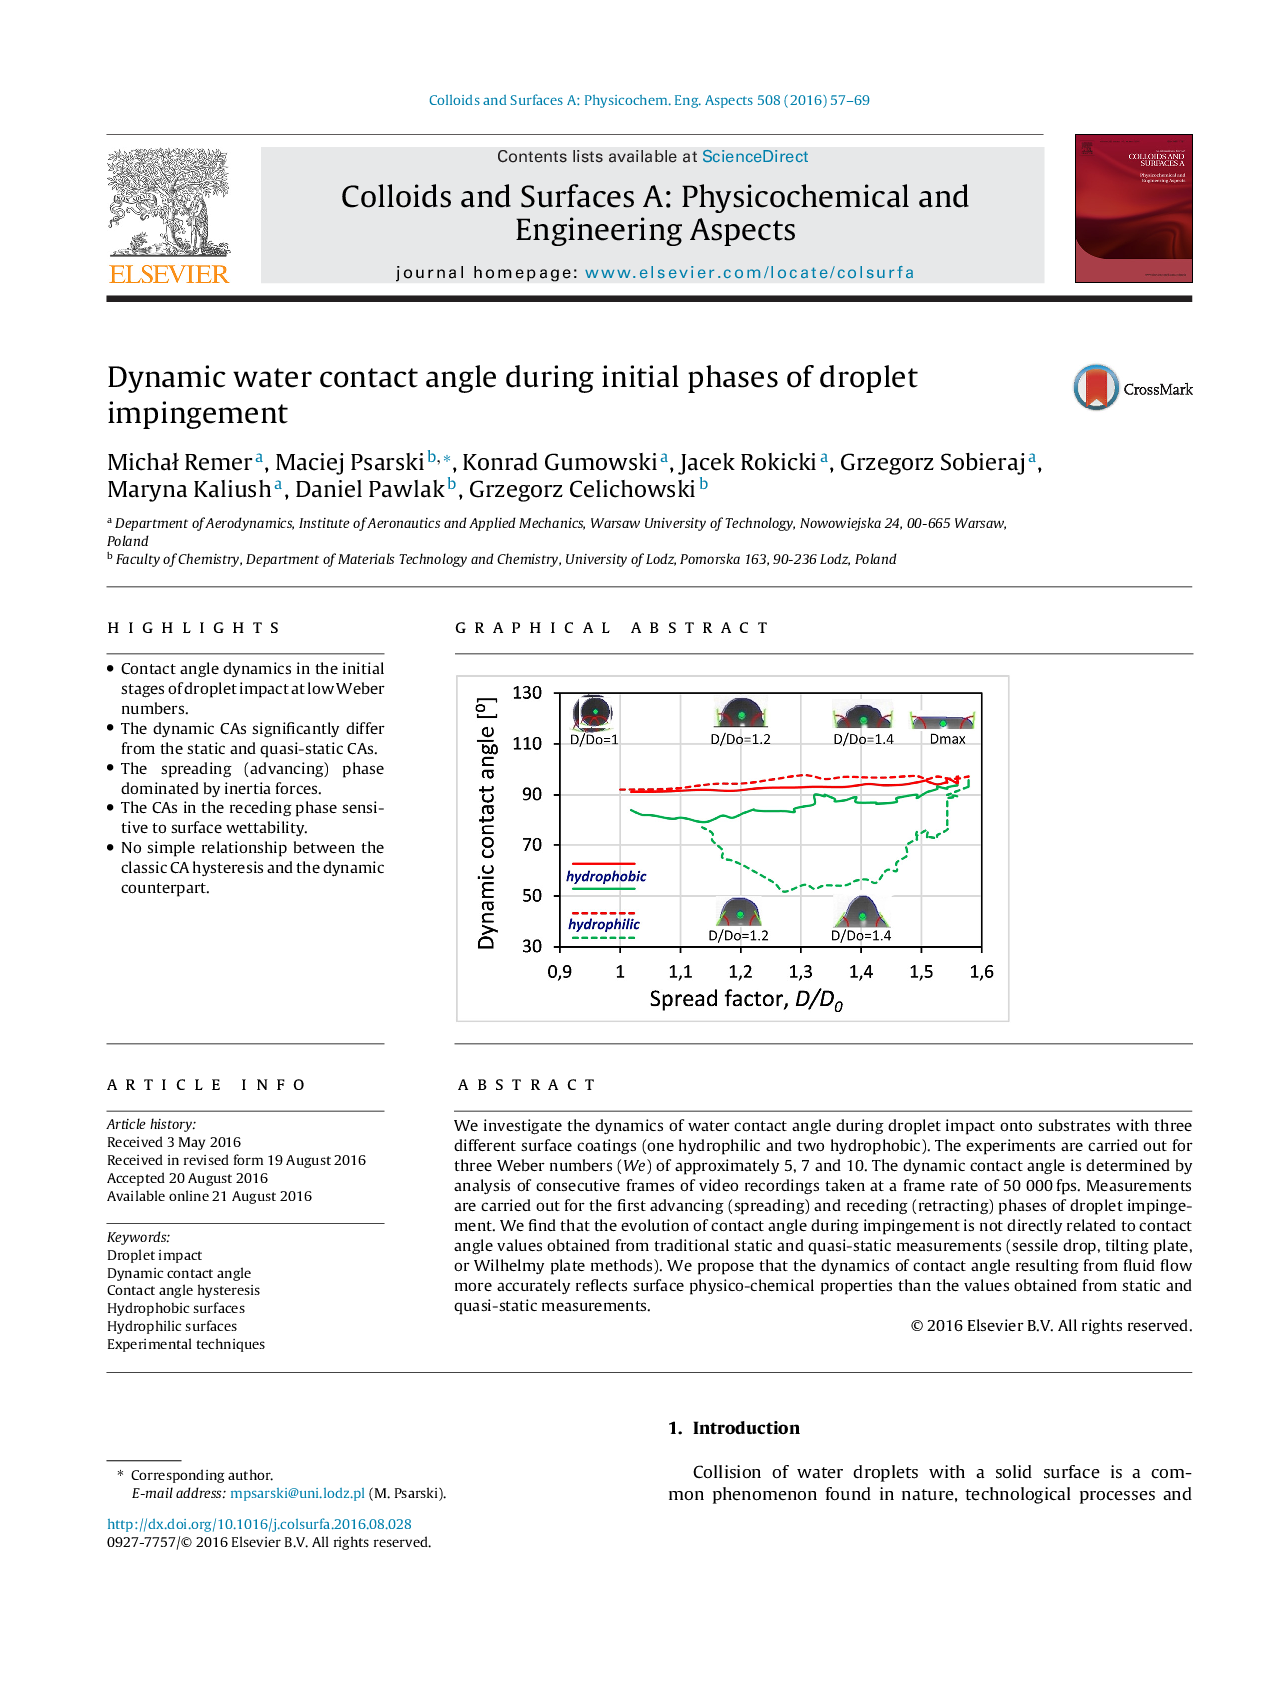 Colloids and Surfaces A: Physicochem. Eng. Aspects 508 (2016) 57–69
Contents lists available at ScienceDirect
Colloids and Surfaces A: Physicochemical and
Engineering Aspects
journal homepage: www.elsevier.com/locate/colsurfa
ELSEVIER
COLLOIDS AND
SURFACES A
Physicochemical and
Engineering Aspects
Dynamic water contact angle during initial phases of droplet
impingement
CrossMark
Michał Remer a, Maciej Psarski b,*, Konrad Gumowski a, Jacek Rokicki a, Grzegorz Sobieraj a,
Maryna Kaliush a, Daniel Pawlak b, Grzegorz Celichowski b
a Department of Aerodynamics, Institute of Aeronautics and Applied Mechanics, Warsaw University of Technology, Nowowiejska 24, 00-665 Warsaw,
Poland
b Faculty of Chemistry, Department of Materials Technology and Chemistry, University of Lodz, Pomorska 163, 90-236 Lodz, Poland
HIGHLIGHTS
• Contact angle dynamics in the initial
stages of droplet impact at low Weber
numbers.
• The dynamic CAs significantly differ
from the static and quasi-static CAs.
• The spreading (advancing) phase
dominated by inertia forces.
• The CAs in the receding phase sensi-
tive to surface wettability.
• No simple relationship between the
classic CA hysteresis and the dynamic
counterpart.
GRAPHICAL ABSTRACT
Dynamic contact angle [º]
130
110
90
70
50
30
D/Do=1
D/Do=1.2
D/Do=1.4
Dmax
hydrophobic
hydrophilic
D/Do=1.2
D/Do=1.4
0,9 1 1,1 1,2 1,3 1,4 1,5 1,6
Spread factor, D/D0
ARTICLE INFO
Article history:
Received 3 May 2016
Received in revised form 19 August 2016
Accepted 20 August 2016
Available online 21 August 2016
Keywords:
Droplet impact
Dynamic contact angle
Contact angle hysteresis
Hydrophobic surfaces
Hydrophilic surfaces
Experimental techniques
ABSTRACT
We investigate the dynamics of water contact angle during droplet impact onto substrates with three
different surface coatings (one hydrophilic and two hydrophobic). The experiments are carried out for
three Weber numbers (We) of approximately 5, 7 and 10. The dynamic contact angle is determined by
analysis of consecutive frames of video recordings taken at a frame rate of 50 000 fps. Measurements
are carried out for the first advancing (spreading) and receding (retracting) phases of droplet impinge-
ment. We find that the evolution of contact angle during impingement is not directly related to contact
angle values obtained from traditional static and quasi-static measurements (sessile drop, tilting plate,
or Wilhelmy plate methods). We propose that the dynamics of contact angle resulting from fluid flow
more accurately reflects surface physico-chemical properties than the values obtained from static and
quasi-static measurements.
© 2016 Elsevier B.V. All rights reserved.
* Corresponding author.
E-mail address: mpsarski@uni.lodz.pl (M. Psarski).
http://dx.doi.org/10.1016/j.colsurfa.2016.08.028
0927-7757/© 2016 Elsevier B.V. All rights reserved.
1. Introduction
Collision of water droplets with a solid surface is a com-
mon phenomenon found in nature, technological processes and